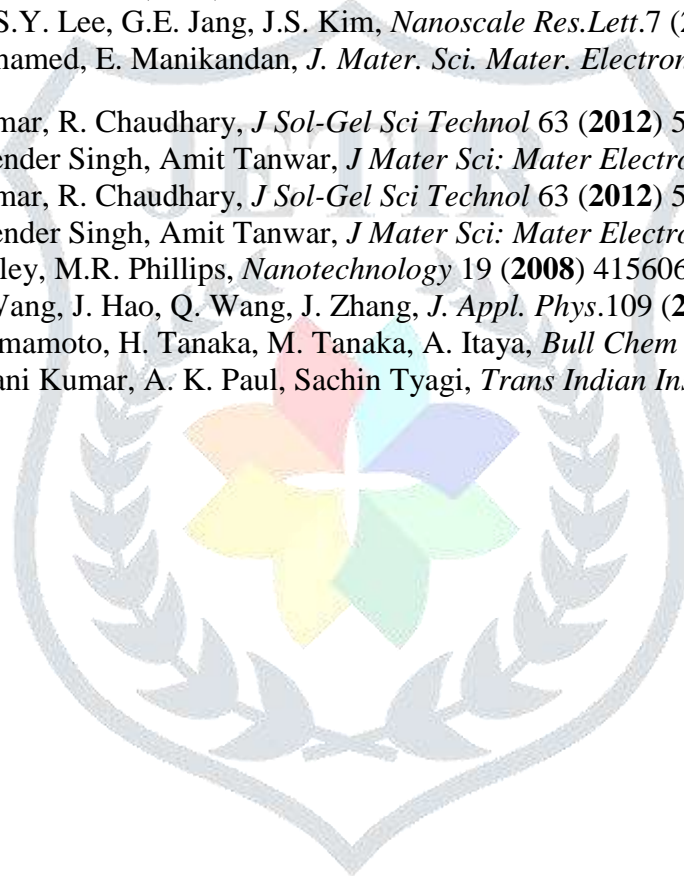 S.Y. Lee, G.E. Jang, J.S. Kim, Nanoscale Res.Lett.7 (2
named, E. Manikandan, J. Mater. Sci. Mater. Electron
mar, R. Chaudhary, J Sol-Gel Sci Technol 63 (2012) 5
ender Singh, Amit Tanwar, J Mater Sci: Mater Electro
mar, R. Chaudhary, J Sol-Gel Sci Technol 63 (2012) 5
ender Singh, Amit Tanwar, J Mater Sci: Mater Electro
ley, M.R. Phillips, Nanotechnology 19 (2008) 415606
Vang, J. Hao, Q. Wang, J. Zhang, J. Appl. Phys.109 (2
mamoto, H. Tanaka, M. Tanaka, A. Itaya, Bull Chem
ani Kumar, A. K. Paul, Sachin Tyagi, Trans Indian Ins
JETIR